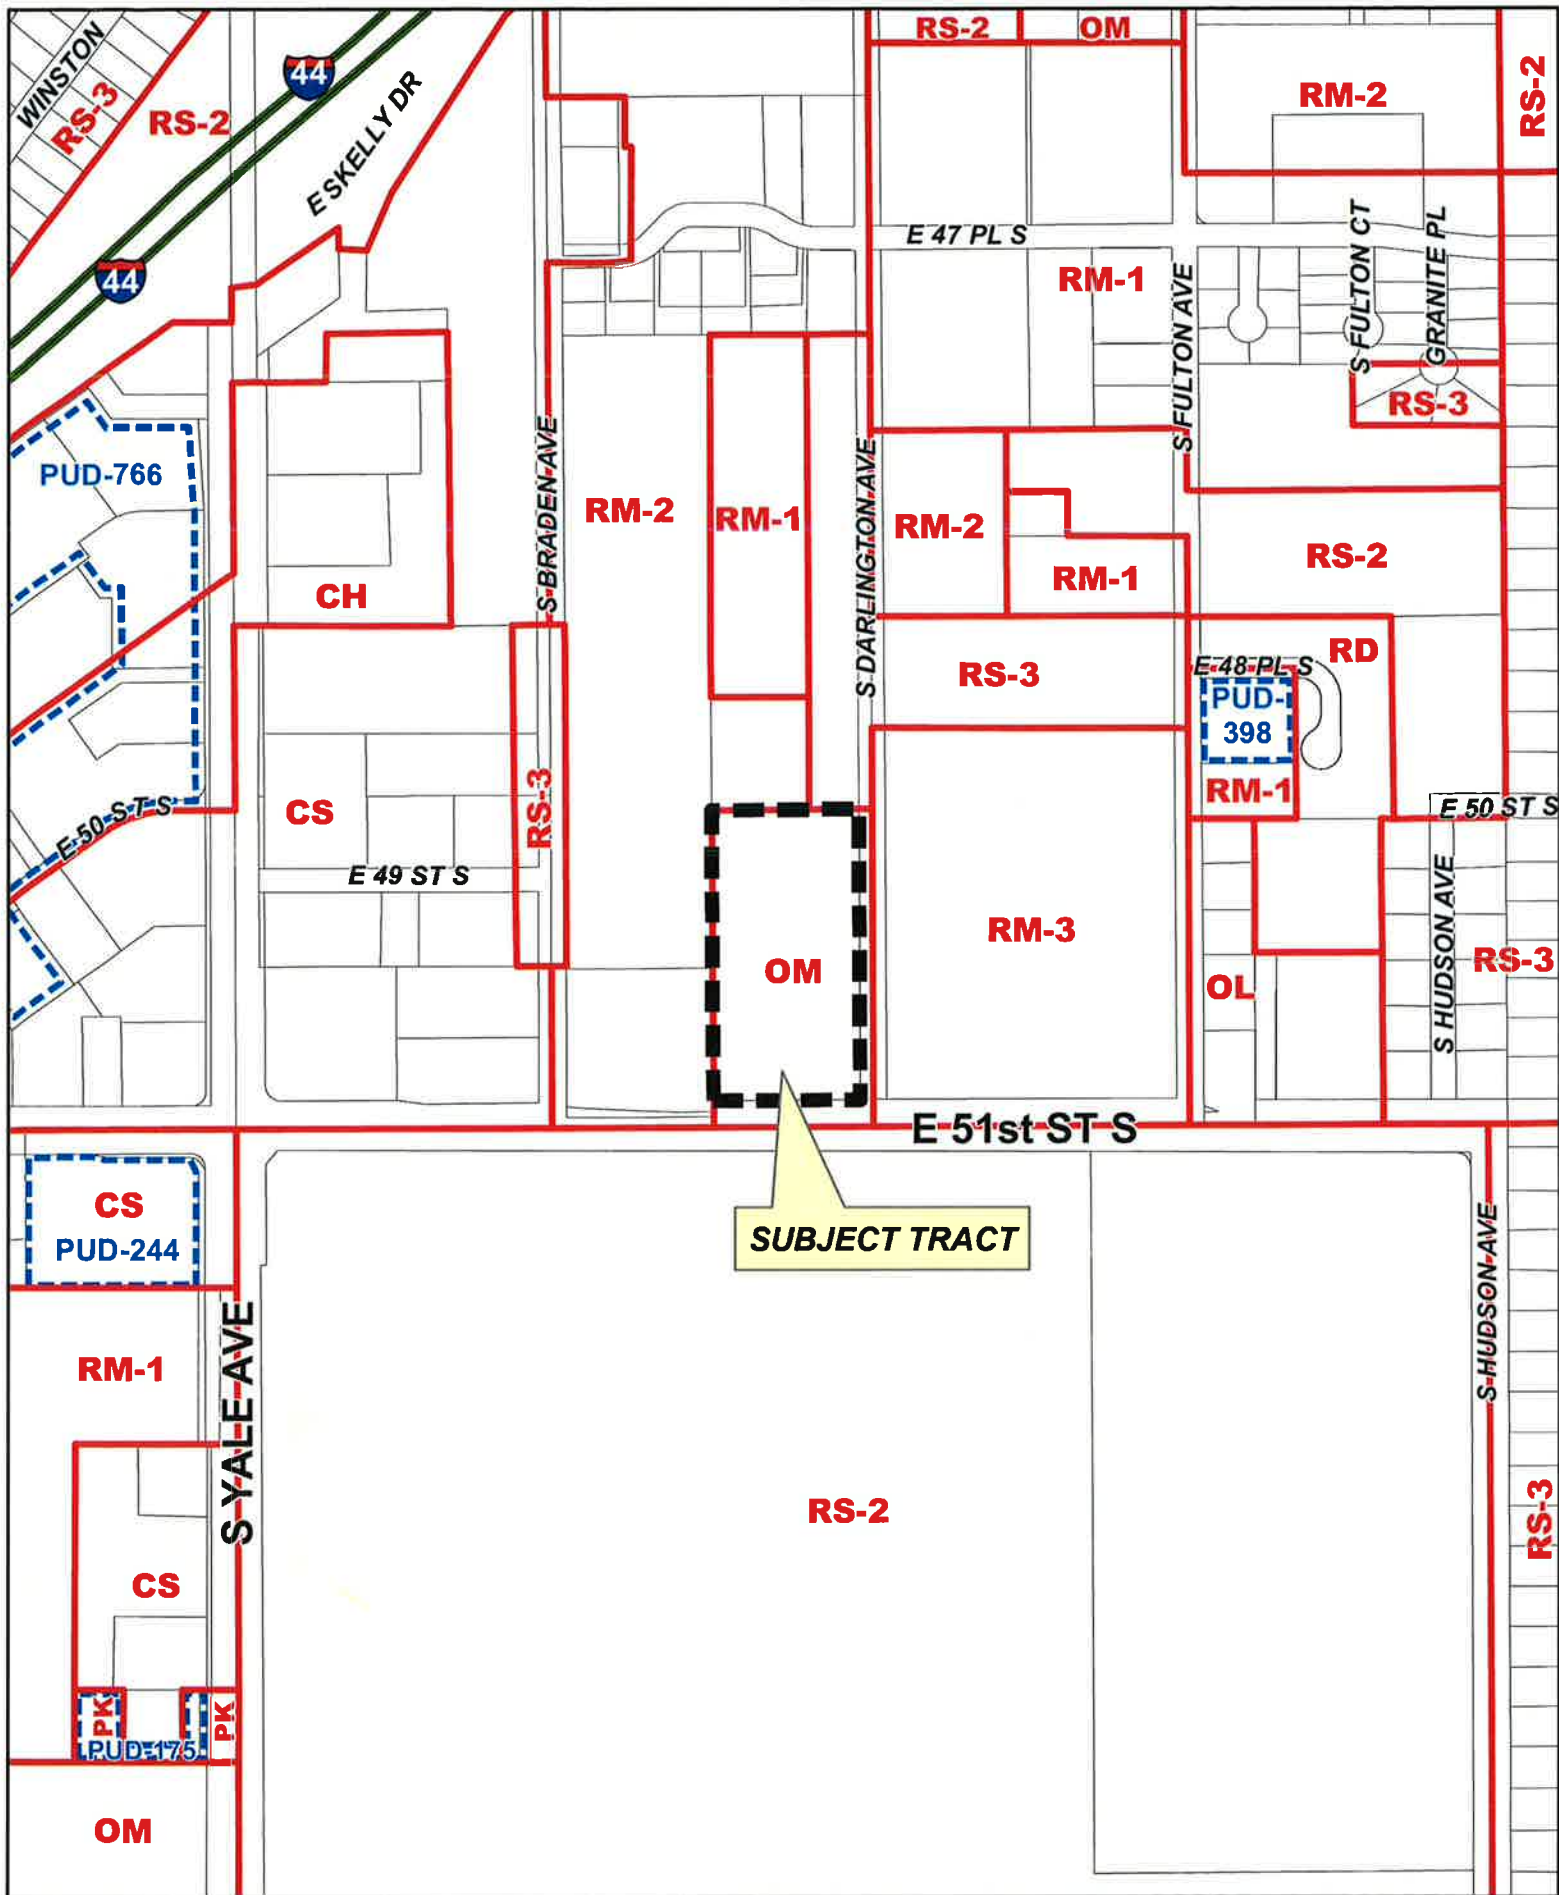 RS-2
OM
WINSTON
RS-3
RS-2
44
E SKELLY DR
RM-2
RS-2
44
E 47 PL S
RM-1
S FULTON AVE
S FULTON CT
GRANITE PL
RS-3
PUD-766
CH
S BRADEN AVE
RM-2
RM-1
S DARLINGTON AVE
RM-2
RM-1
RS-2
RS-3
E 48 PL S
RD
PUD-
398
RM-1
E 50 ST S
CS
RS-3
E 50 ST S
E 49 ST S
OM
RM-3
OL
S HUDSON AVE
RS-3
E 51st ST S
CS
PUD-244
SUBJECT TRACT
S HUDSON AVE
RM-1
S YALE AVE
RS-2
RS-3
CS
PK
PK
PUD-175
OM